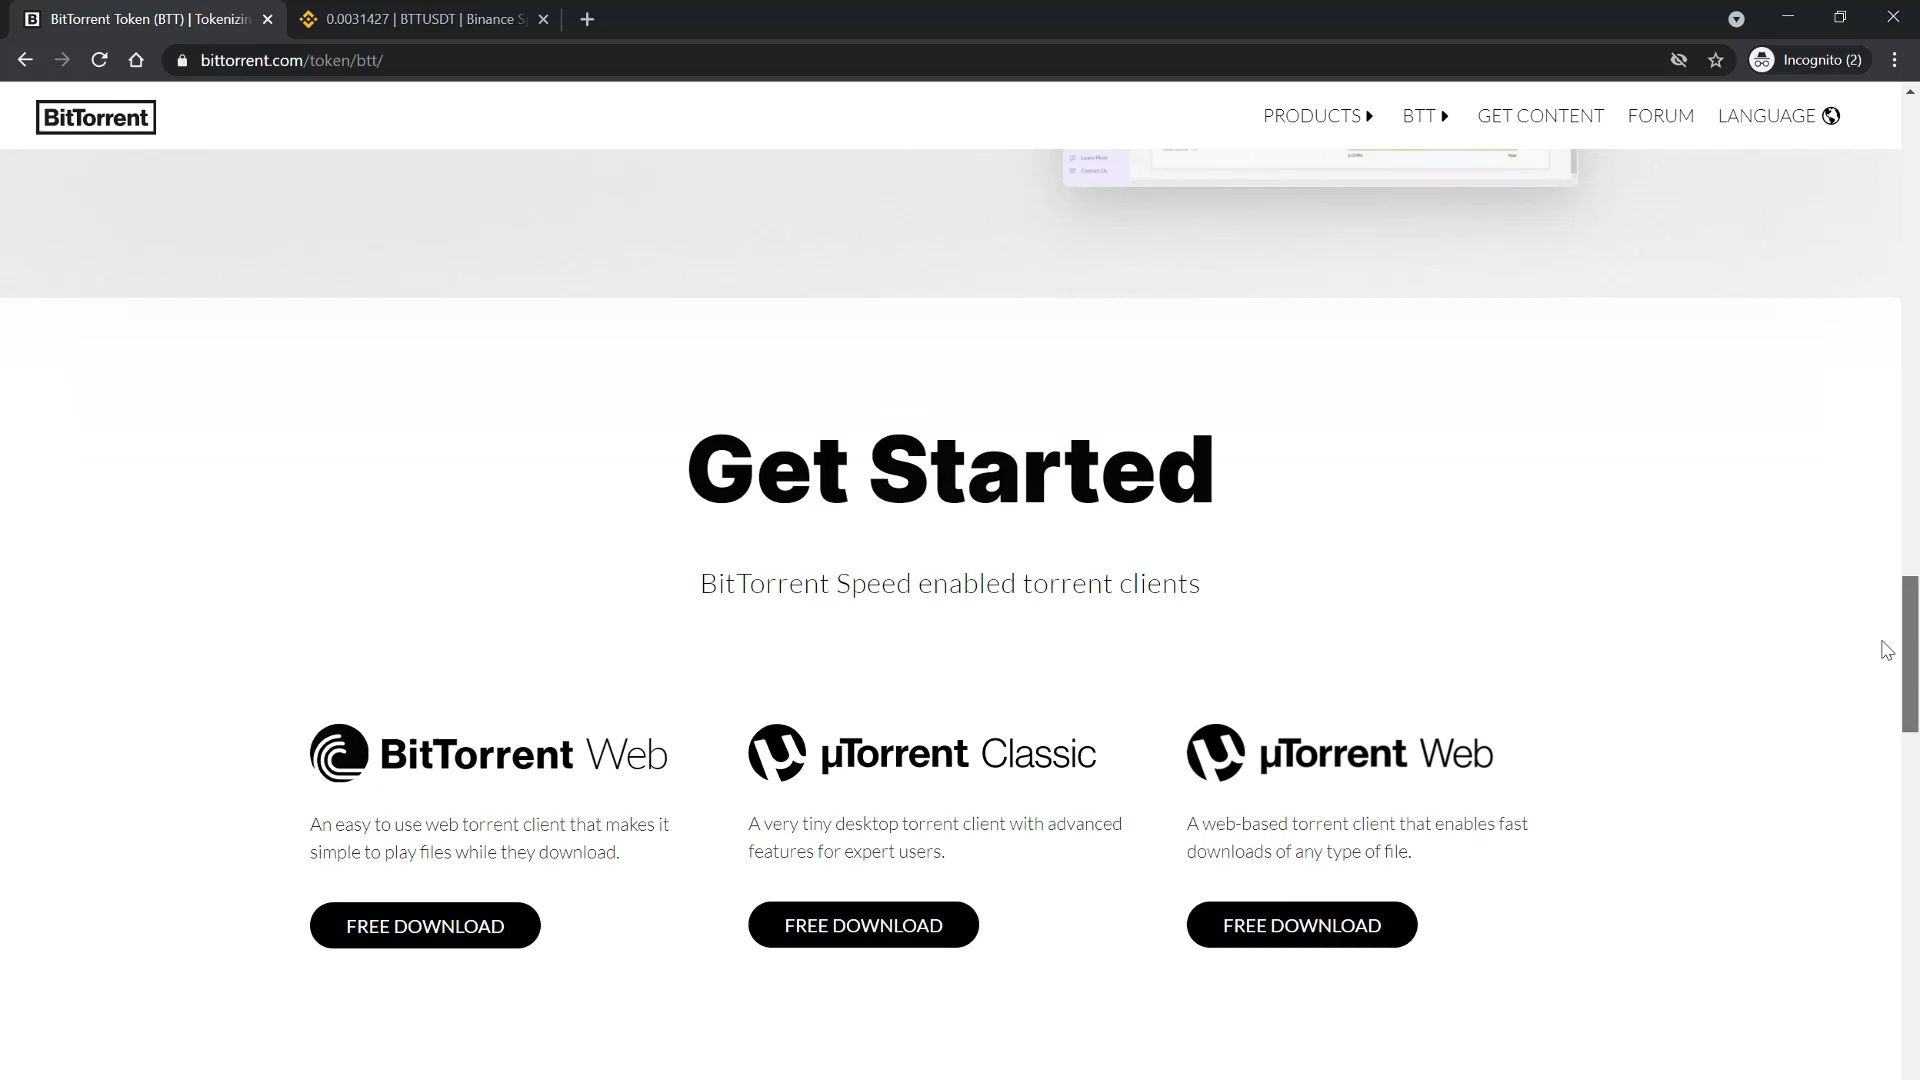 BitTorrent Token (BTT) | Tokenizin
0.0031427 | BTTUSDT | Binance S
bittorrent.com/token/btt/
Incognito (2)
BitTorrent
PRODUCTS
BTT
GET CONTENT
FORUM
LANGUAGE
Learn More
Contact Us
Get Started
BitTorrent Speed enabled torrent clients
BitTorrent Web
µTorrent Classic
µTorrent Web
An easy to use web torrent client that makes it
simple to play files while they download.
A very tiny desktop torrent client with advanced
features for expert users.
A web-based torrent client that enables fast
downloads of any type of file.
FREE DOWNLOAD
FREE DOWNLOAD
FREE DOWNLOAD